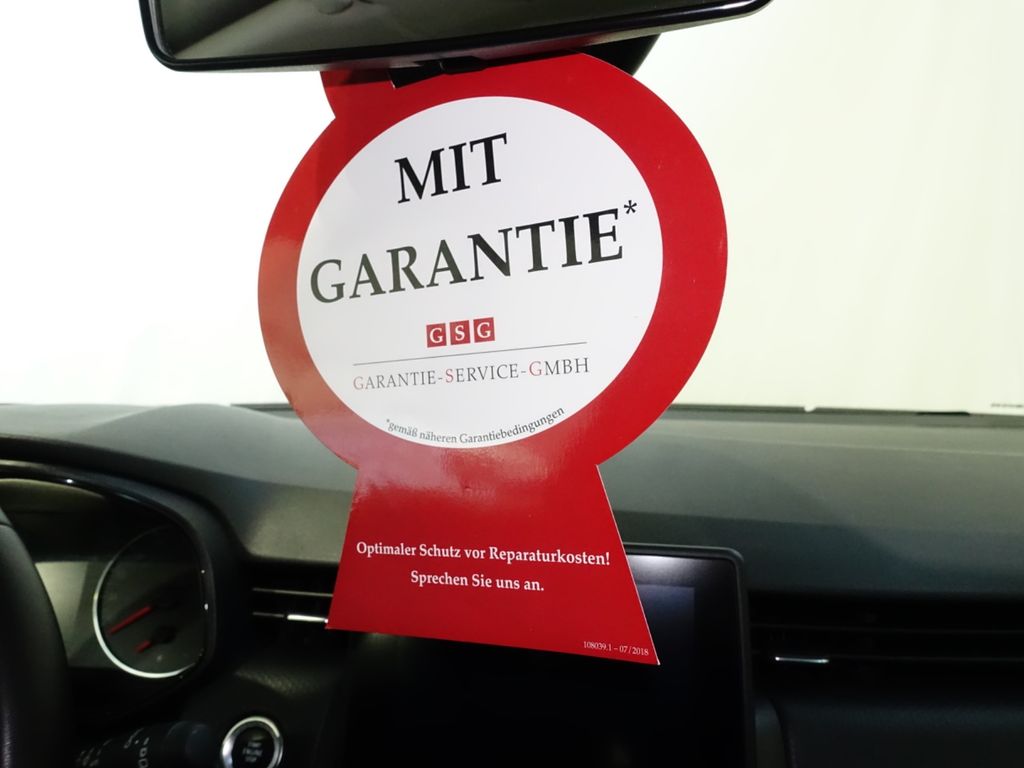 MIT
GARANTIE*
GSG
GARANTIE-SERVICE-GMBH
*gemäß näheren Garantiebedingungen
Optimaler Schutz vor Reparaturkosten!
Sprechen Sie uns an.
108039.1 – 07/2018